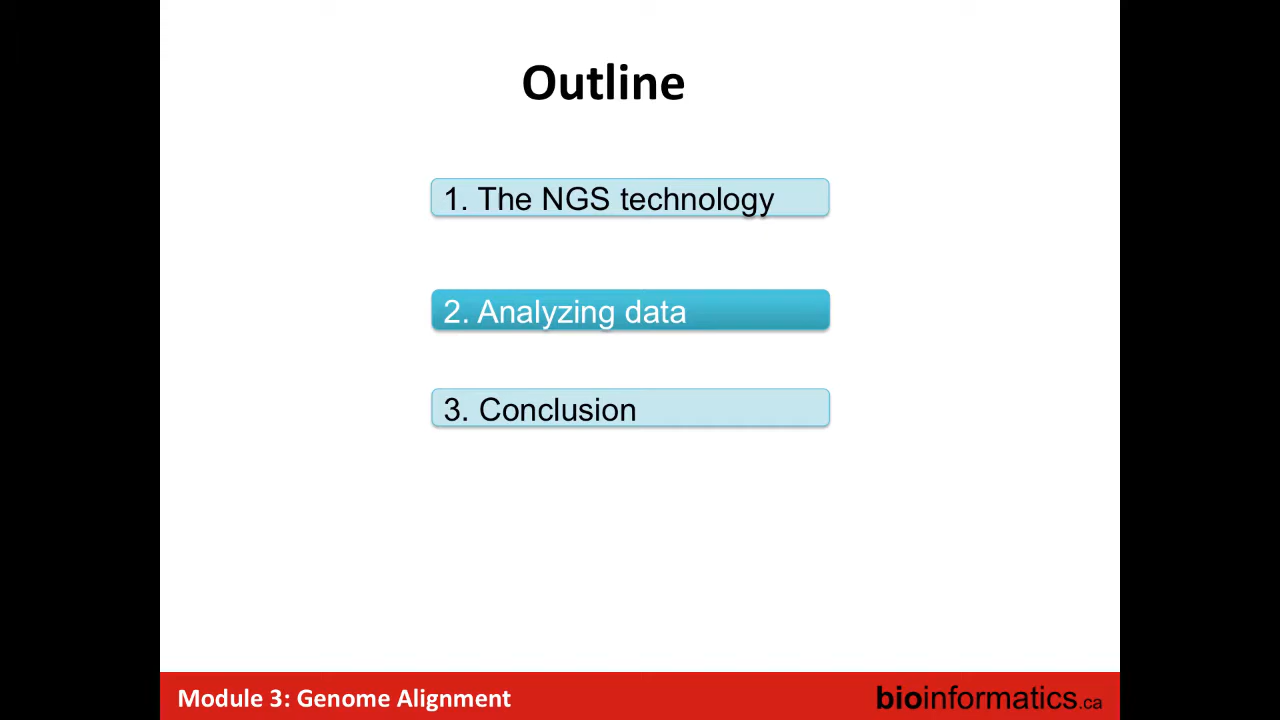 Outline
1. The NGS technology
2. Analyzing data
3. Conclusion
Module 3: Genome Alignment
bioinformatics.ca